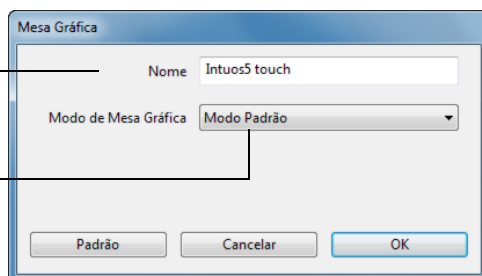 Mesa Gráfica
Nome Intuos5 touch
Modo de Mesa Gráfica Modo Padrão
Padrão Cancelar OK